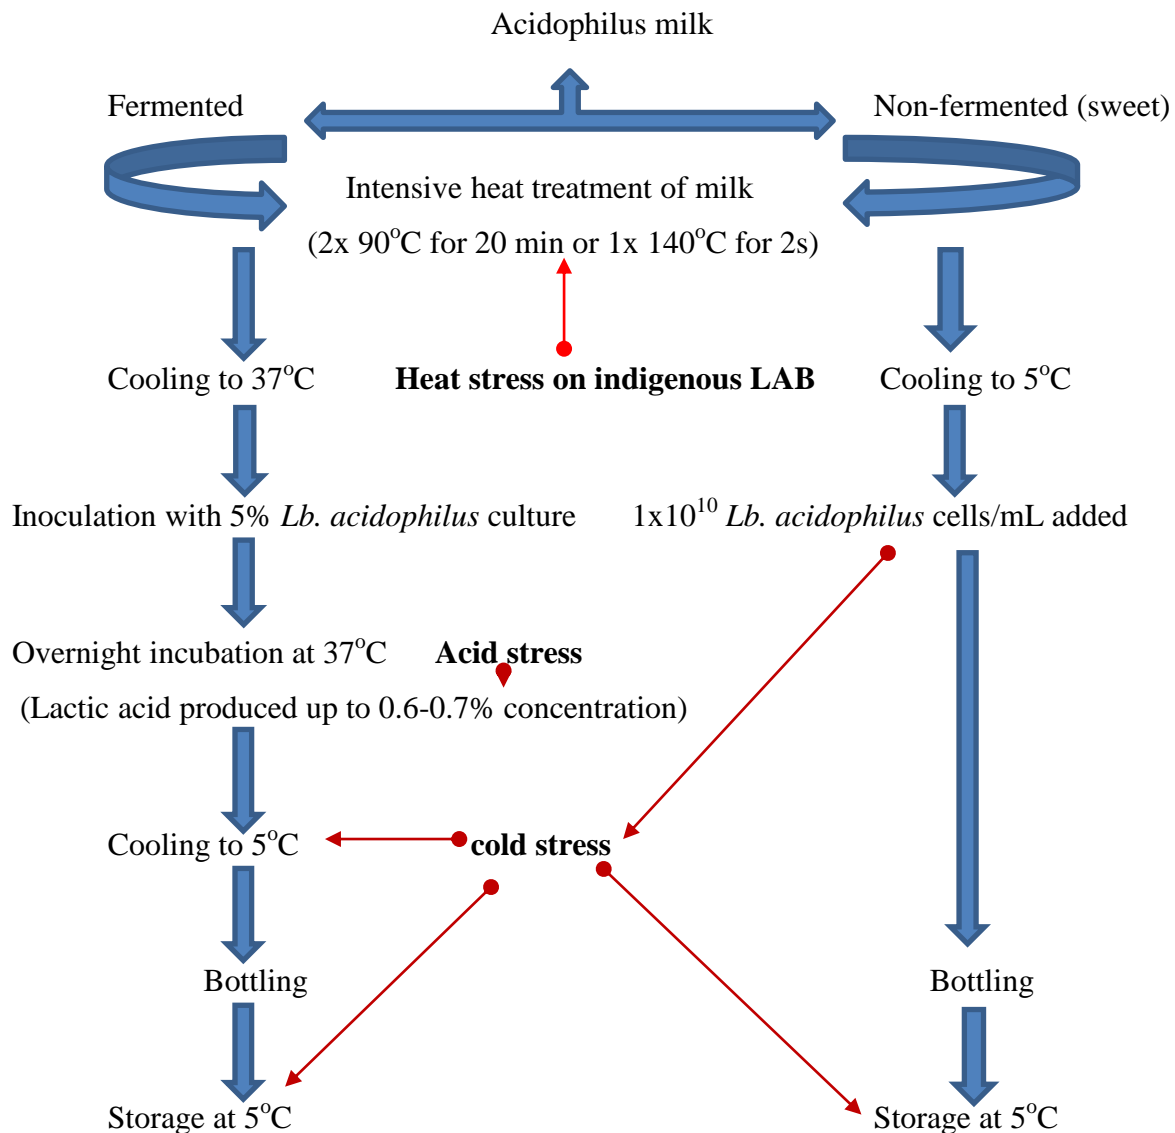 Acidophilus milk
Fermented
Non-fermented (sweet)
Intensive heat treatment of milk
(2x 90°C for 20 min or 1x 140°C for 2s)
Cooling to 37°C
Heat stress on indigenous LAB
Cooling to 5°C
Inoculation with 5% Lb. acidophilus culture
1x10¹⁰ Lb. acidophilus cells/mL added
Overnight incubation at 37°C
Acid stress
(Lactic acid produced up to 0.6-0.7% concentration)
Cooling to 5°C
cold stress
Bottling
Bottling
Storage at 5°C
Storage at 5°C